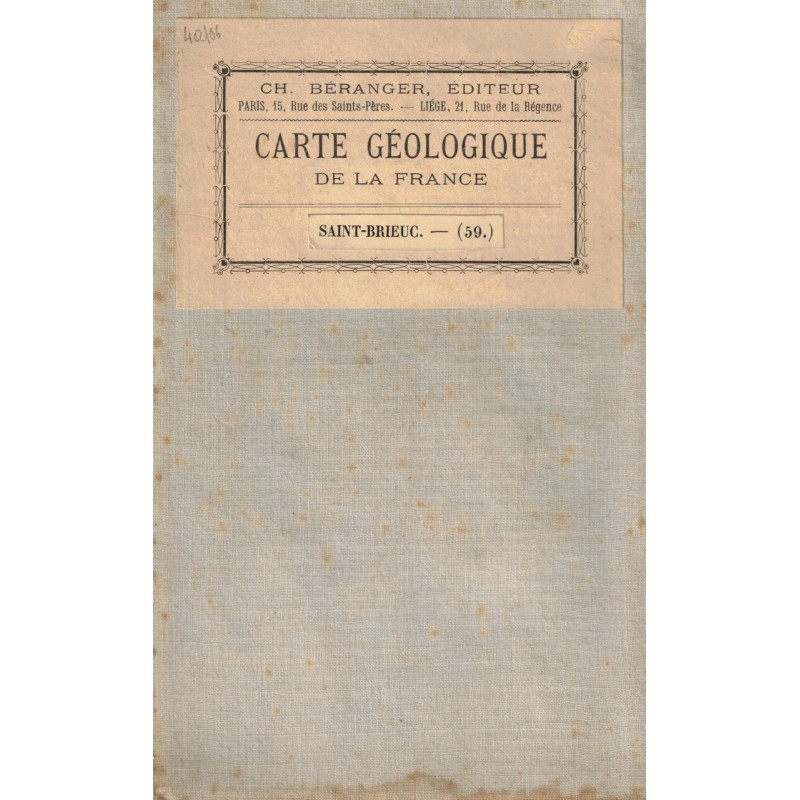 CH. BÉRANGER, ÉDITEUR
PARIS, 15, Rue des Saints-Pères. — LIÉGE, 21, Rue de la Régence
CARTE GÉOLOGIQUE
DE LA FRANCE
SAINT-BRIEUC. — (59.)